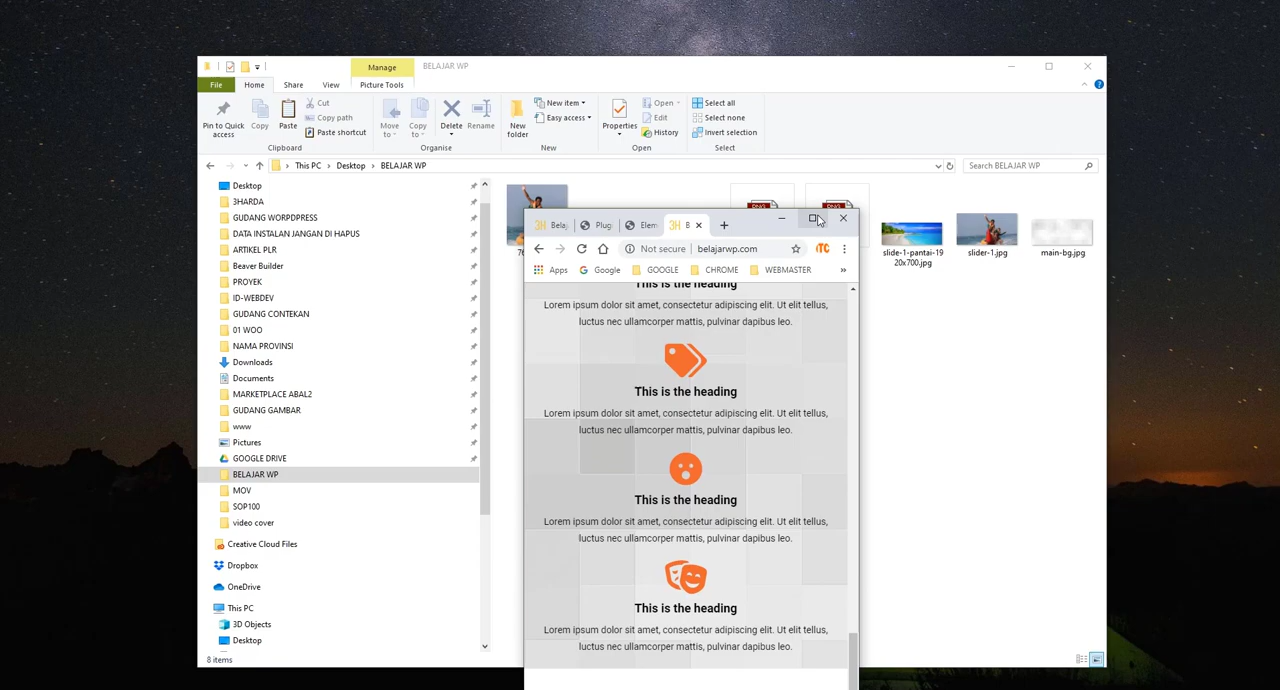 Manage
BELAJAR WP
File
Home
Share
View
Picture Tools
Pin to Quick access
Copy
Paste
Cut
Copy path
Paste shortcut
Move to
Copy to
Delete
Rename
New folder
New item
Easy access
Properties
Open
Edit
History
Select all
Select none
Invert selection
Clipboard
Organise
New
Open
Select
This PC
Desktop
BELAJAR WP
Search BELAJAR WP
Desktop
3HARDA
GUDANG WORPDPRESS
DATA INSTALAN JANGAN DI HAPUS
ARTIKEL PLR
Beaver Builder
PROYEK
ID-WEBDEV
GUDANG CONTEKAN
01 WOO
NAMA PROVINSI
Downloads
Documents
MARKETPLACE ABAL2
GUDANG GAMBAR
www
Pictures
GOOGLE DRIVE
BELAJAR WP
MOV
SOP100
video cover
Creative Cloud Files
Dropbox
OneDrive
This PC
3D Objects
Desktop
8 items
slide-1-pantai-19
20x700.jpg
slider-1.jpg
main-bg.jpg
3H Belaj
Plug
Elem
3H B
Not secure
belajarwp.com
Apps
Google
GOOGLE
CHROME
WEBMASTER
This is the heading
Lorem ipsum dolor sit amet, consectetur adipiscing elit. Ut elit tellus,
luctus nec ullamcorper mattis, pulvinar dapibus leo.
This is the heading
Lorem ipsum dolor sit amet, consectetur adipiscing elit. Ut elit tellus,
luctus nec ullamcorper mattis, pulvinar dapibus leo.
This is the heading
Lorem ipsum dolor sit amet, consectetur adipiscing elit. Ut elit tellus,
luctus nec ullamcorper mattis, pulvinar dapibus leo.
This is the heading
Lorem ipsum dolor sit amet, consectetur adipiscing elit. Ut elit tellus,
luctus nec ullamcorper mattis, pulvinar dapibus leo.